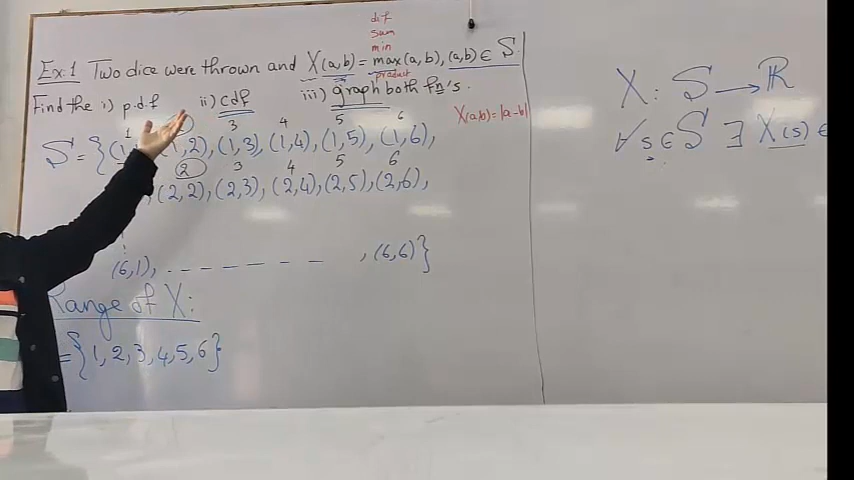 dif
sum
min
Ex:1 Two dice were thrown and X(a,b) = max(a,b), (a,b) ∈ S.
product
Find the i) p.d.f ii) cdf iii) graph both fn's.
X(a,b) = |a-b|
1 3 4 5 6
S = {(1, 1,2), (1,3), (1,4), (1,5), (1,6),
2 3 4 5 6
(2,2), (2,3), (2,4), (2,5), (2,6),
(6,1), - - - - - - - , (6,6)}
Range of X:
= {1, 2, 3, 4, 5, 6}
X: S → ℝ
∀ s ∈ S ∃ X(s) ∈